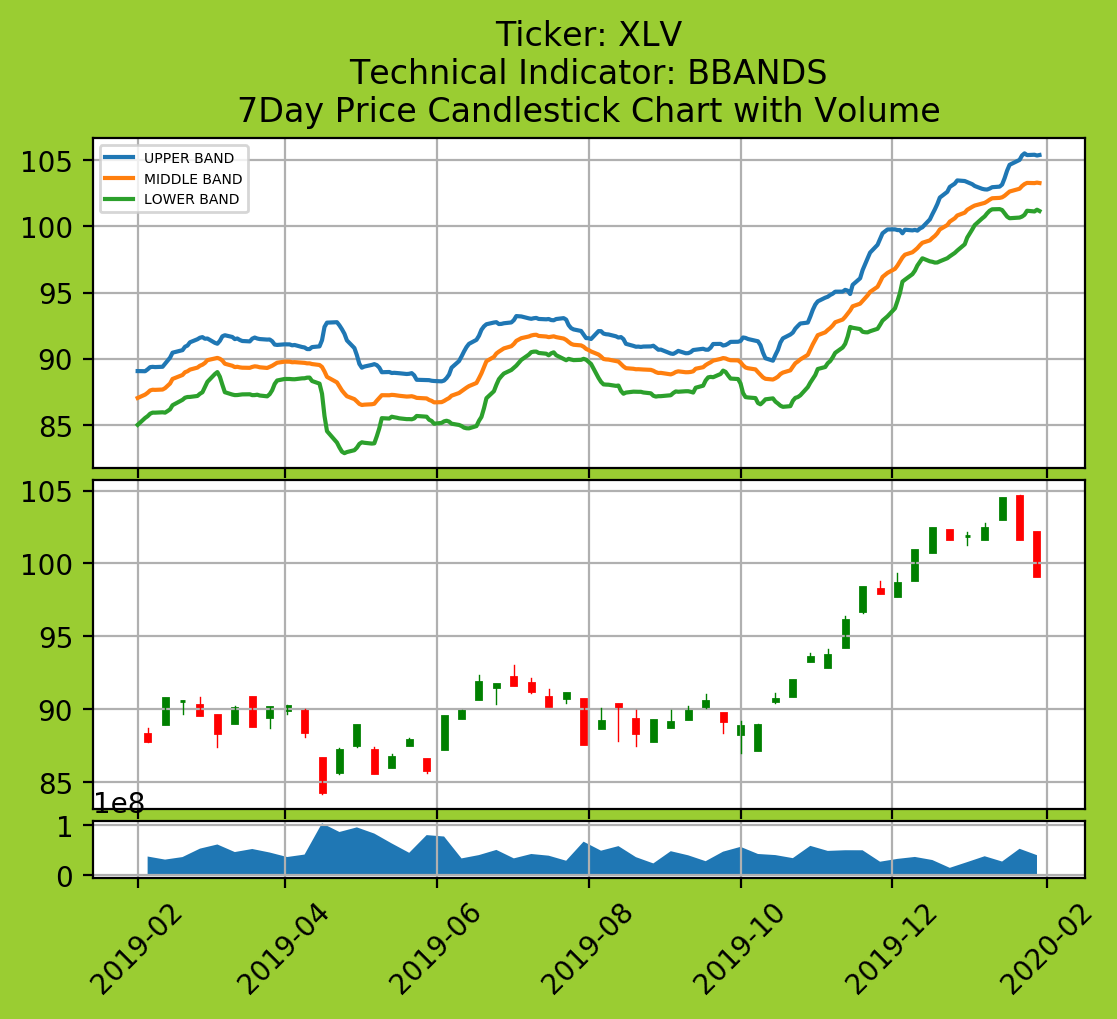 Ticker: XLV
Technical Indicator: BBANDS
7Day Price Candlestick Chart with Volume
105
100
95
90
85
UPPER BAND
MIDDLE BAND
LOWER BAND
105
100
95
90
85
1e8
1
0
2019-02
2019-04
2019-06
2019-08
2019-10
2019-12
2020-02